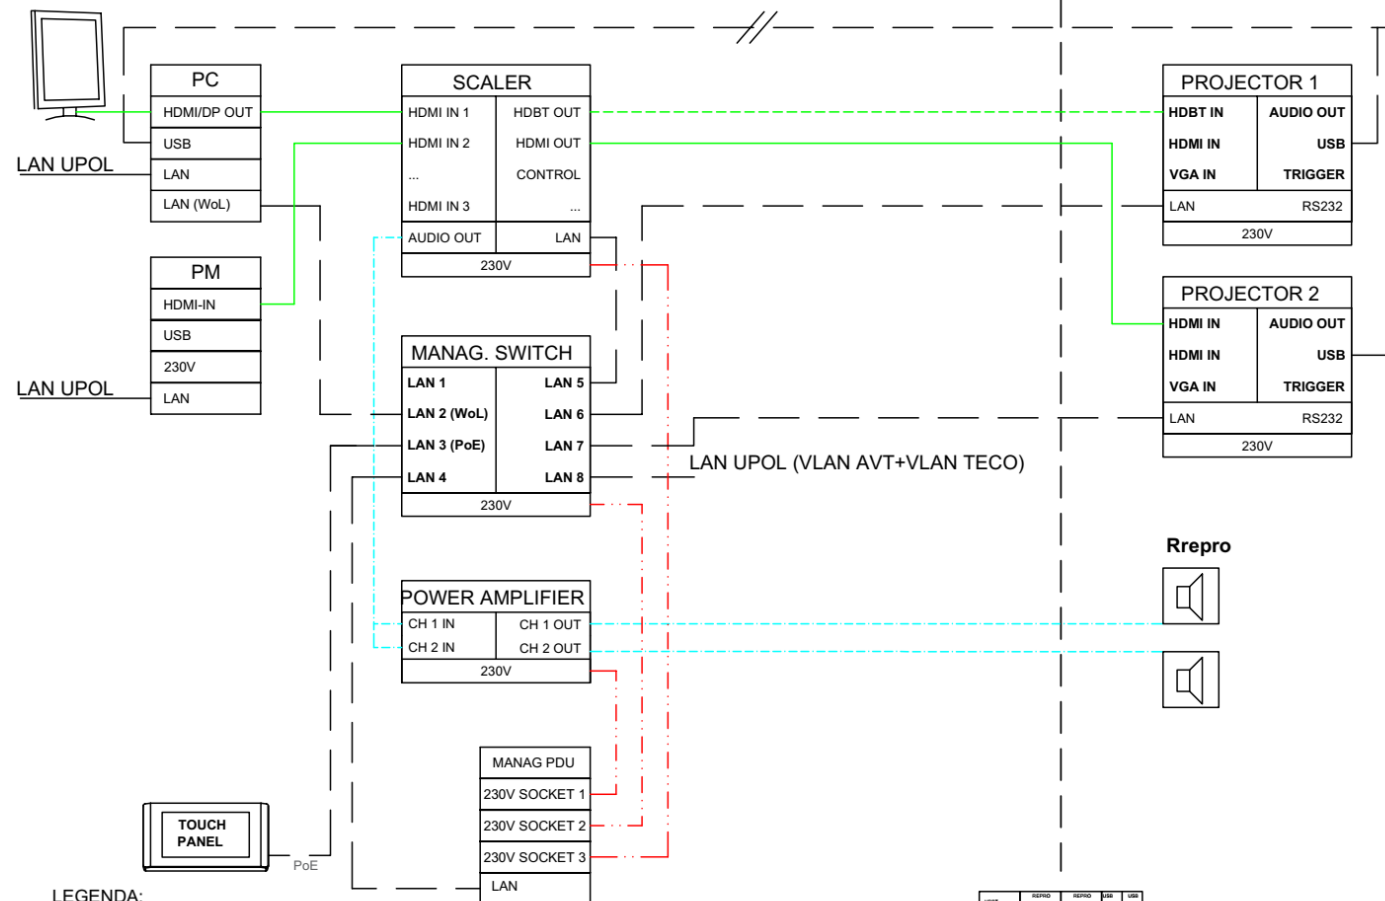 PC
HDMI/DP OUT
USB
LAN
LAN (WoL)
LAN UPOL
PM
HDMI-IN
USB
230V
LAN
LAN UPOL
SCALER
HDMI IN 1 HDBT OUT
HDMI IN 2 HDMI OUT
... CONTROL
HDMI IN 3 ...
AUDIO OUT LAN
230V
MANAG. SWITCH
LAN 1 LAN 5
LAN 2 (WoL) LAN 6
LAN 3 (PoE) LAN 7
LAN 4 LAN 8
230V
LAN UPOL (VLAN AVT+VLAN TECO)
POWER AMPLIFIER
CH 1 IN CH 1 OUT
CH 2 IN CH 2 OUT
230V
MANAG PDU
230V SOCKET 1
230V SOCKET 2
230V SOCKET 3
LAN
PROJECTOR 1
HDBT IN AUDIO OUT
HDMI IN USB
VGA IN TRIGGER
LAN RS232
230V
PROJECTOR 2
HDMI IN AUDIO OUT
HDMI IN USB
VGA IN TRIGGER
LAN RS232
230V
Rrepro
TOUCH
PANEL
PoE
LEGENDA:
REPRO REPRO USB USB